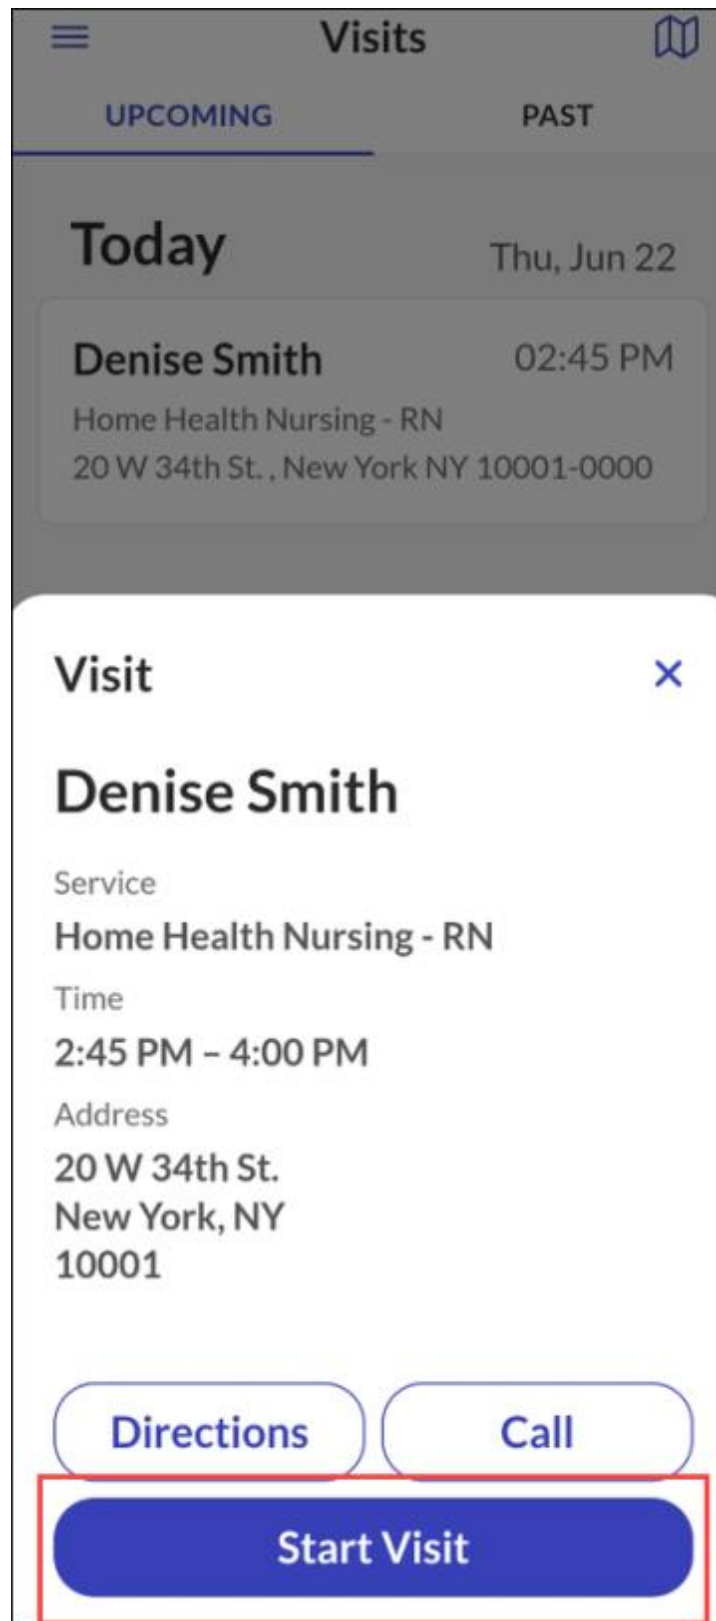 Visits
UPCOMING PAST
Today Thu, Jun 22
Denise Smith 02:45 PM
Home Health Nursing - RN
20 W 34th St. , New York NY 10001-0000
Visit
Denise Smith
Service
Home Health Nursing - RN
Time
2:45 PM – 4:00 PM
Address
20 W 34th St.
New York, NY
10001
Directions Call
Start Visit